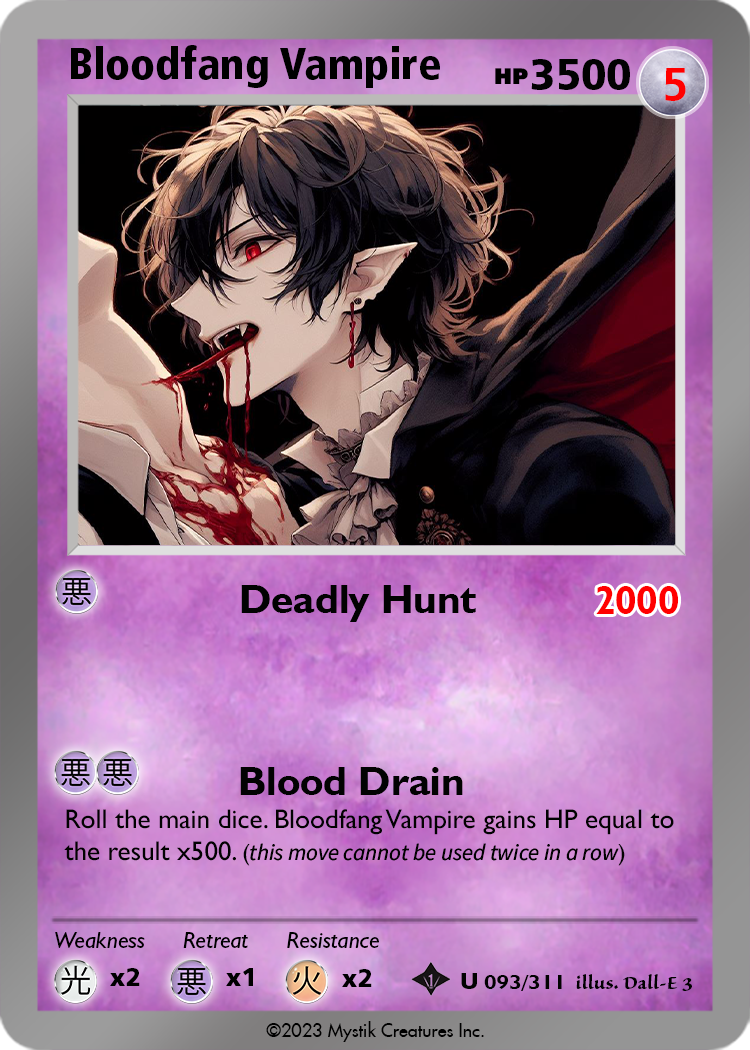 Bloodfang Vampire HP3500 5
悪 Deadly Hunt 2000
悪悪 Blood Drain
Roll the main dice. Bloodfang Vampire gains HP equal to
the result x500. (this move cannot be used twice in a row)
Weakness Retreat Resistance
光 x2 悪 x1 火 x2 1 U 093/311 illus. Dall-E 3
©2023 Mystik Creatures Inc.